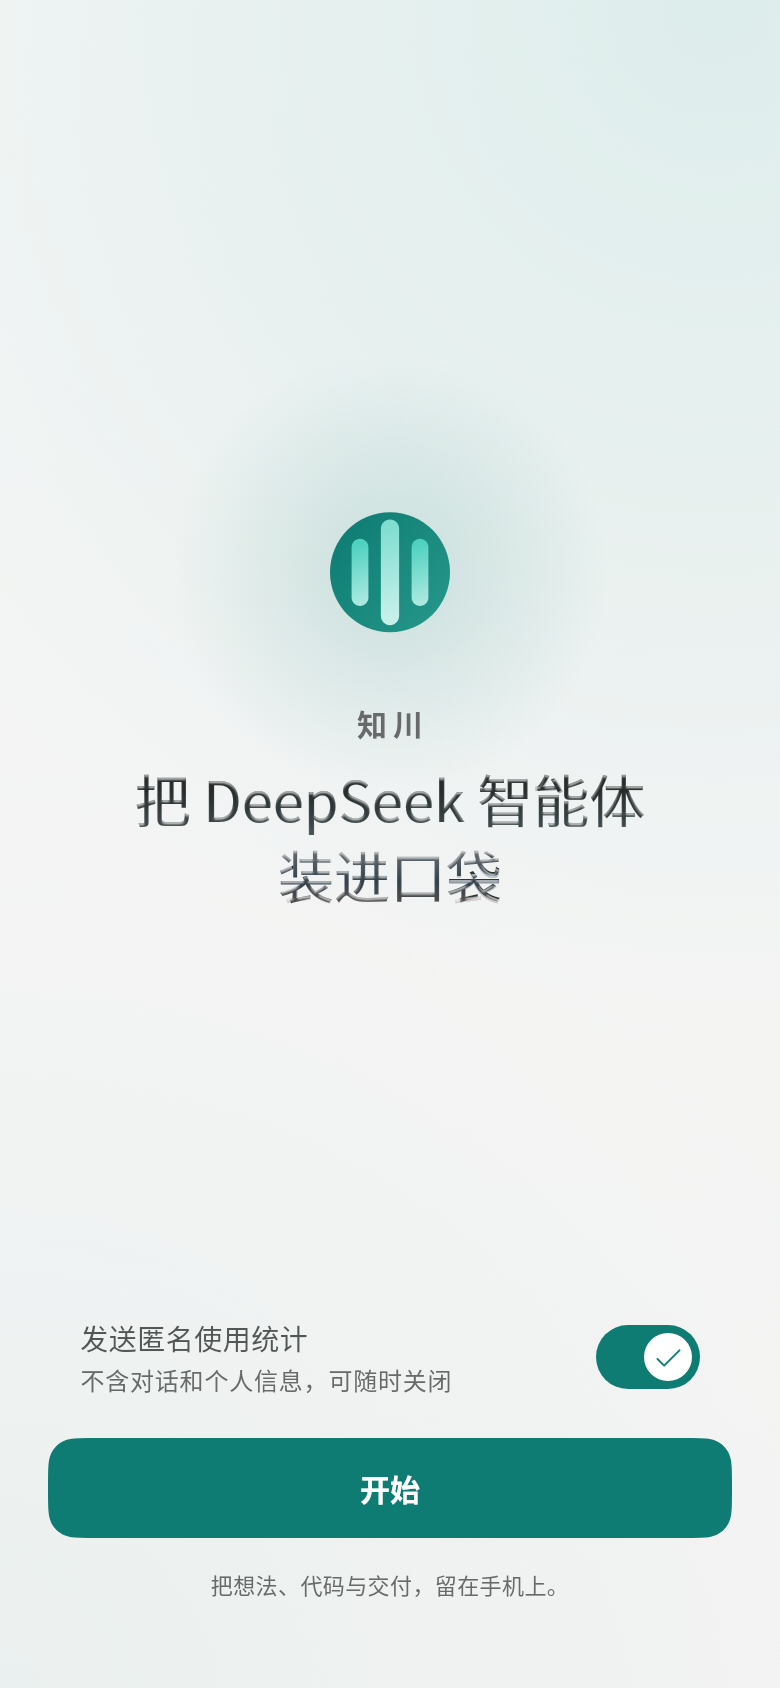 知川
把 DeepSeek 智能体
装进口袋
发送匿名使用统计
不含对话和个人信息，可随时关闭
开始
把想法、代码与交付，留在手机上。